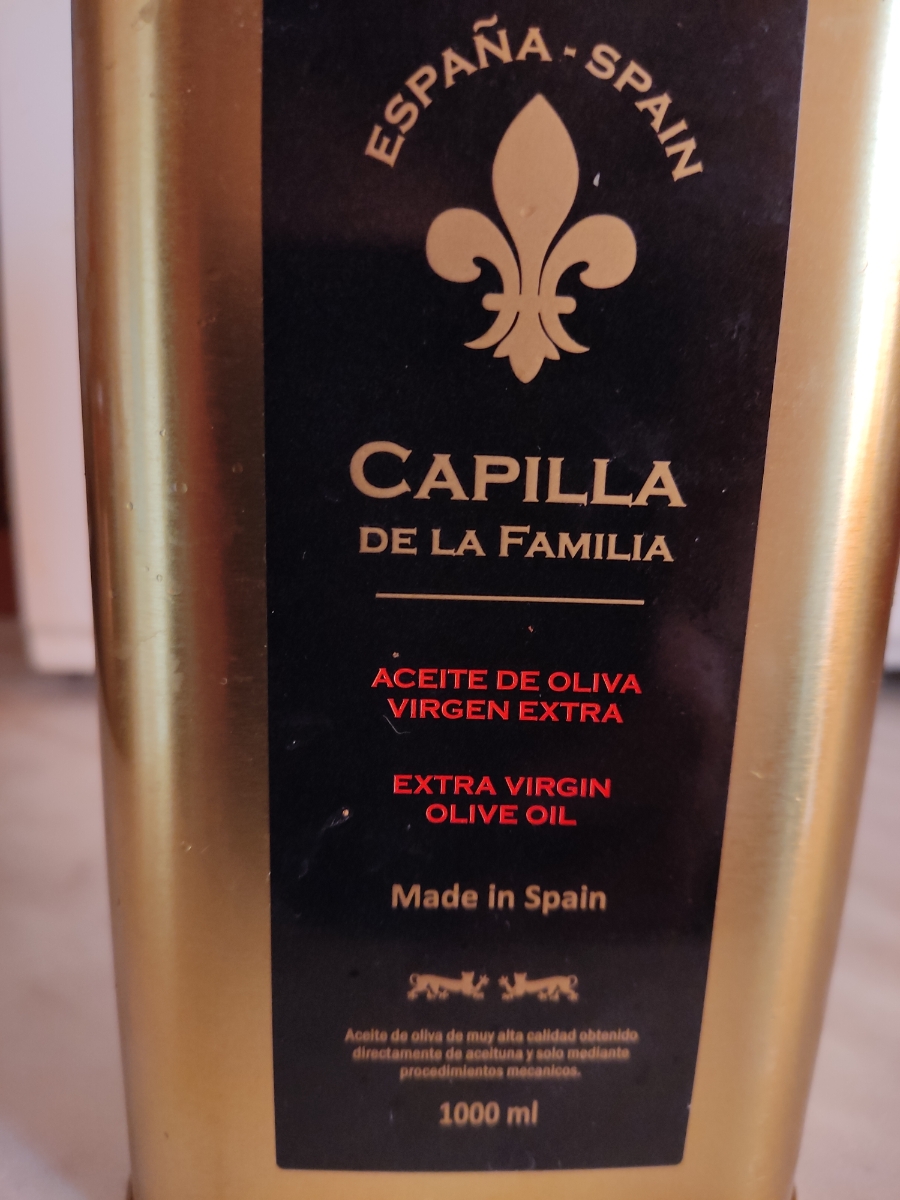 ESPAÑA - SPAIN
CAPILLA
DE LA FAMILIA
ACEITE DE OLIVA
VIRGEN EXTRA
EXTRA VIRGIN
OLIVE OIL
Made in Spain
Aceite de oliva de muy alta calidad obtenido
directamente de aceituna y solo mediante
procedimientos mecanicos.
1000 ml